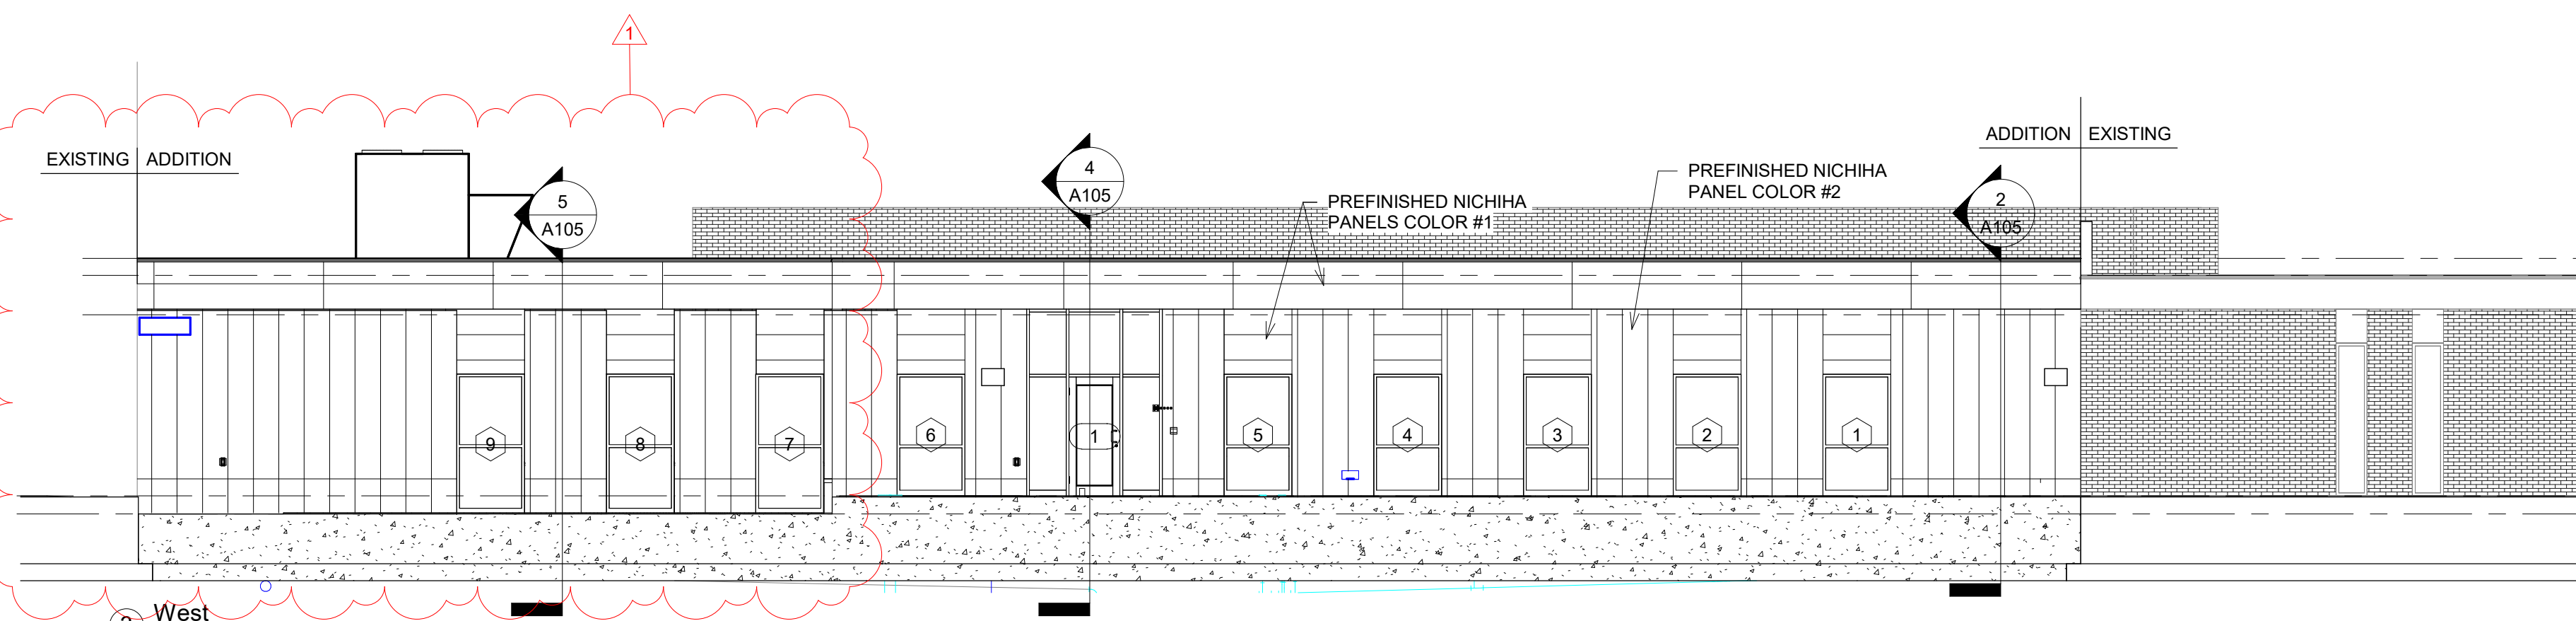 1
EXISTING ADDITION
5
A105
4
A105
PREFINISHED NICHIHA
PANELS COLOR #1
PREFINISHED NICHIHA
PANEL COLOR #2
2
A105
ADDITION EXISTING
9
8
7
6
1
5
4
3
2
1
West